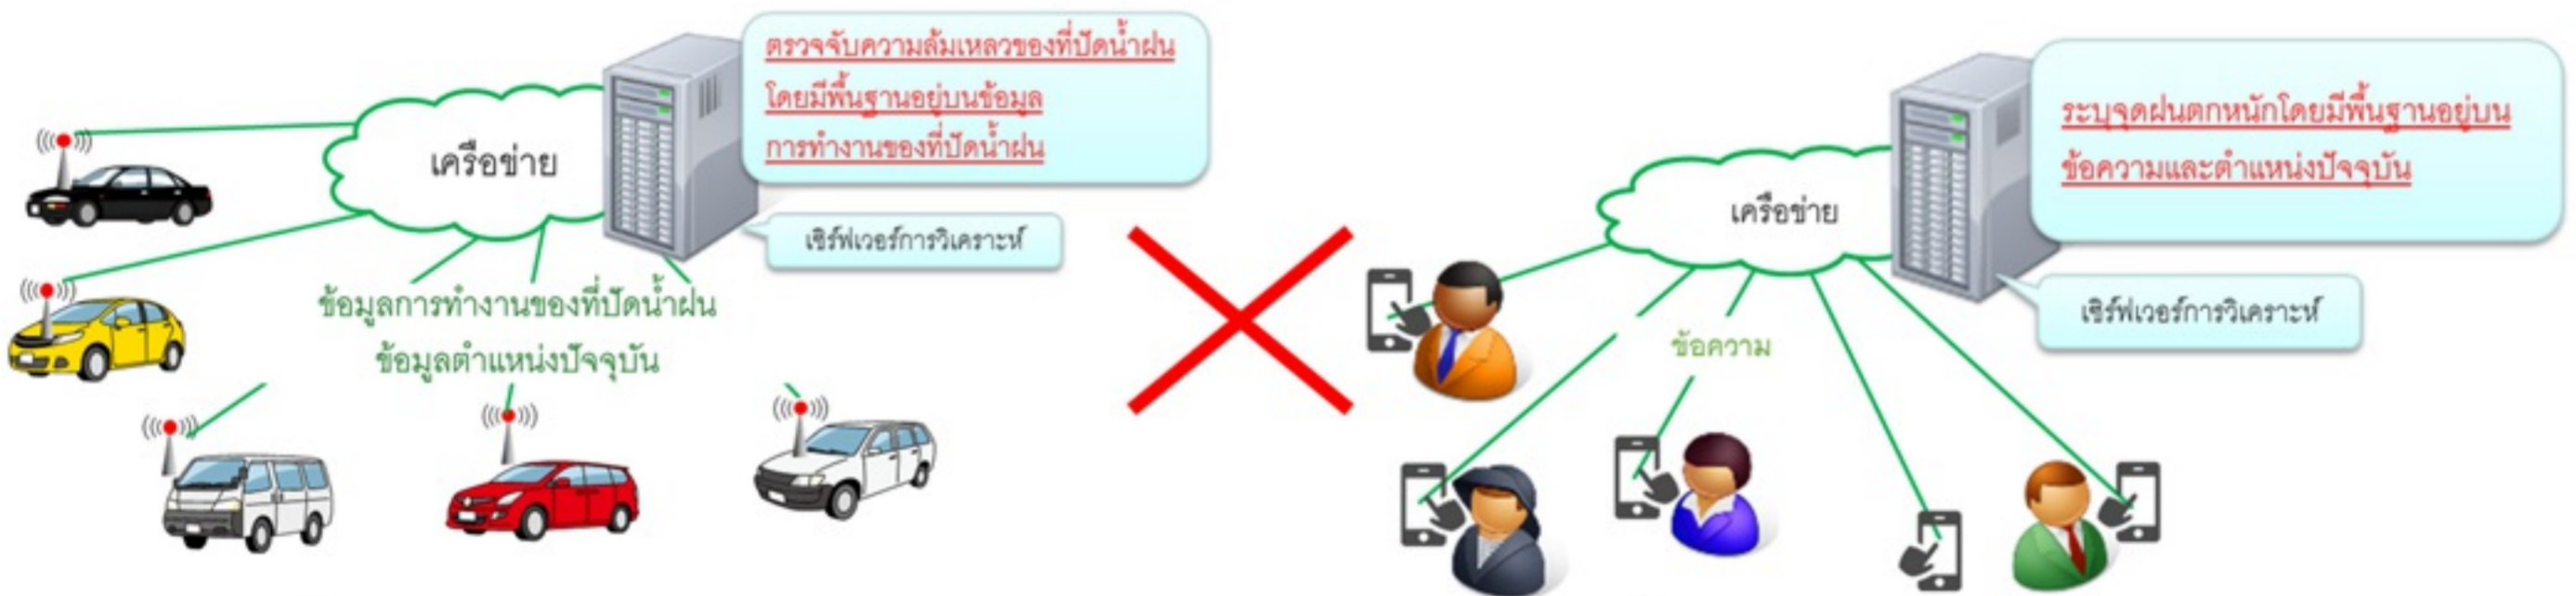 ตรวจจับความล้มเหลวของที่ปัดน้ำฝน
โดยมีพื้นฐานอยู่บนข้อมูล
การทำงานของที่ปัดน้ำฝน
เครือข่าย
เซิร์ฟเวอร์การวิเคราะห์
ข้อมูลการทำงานของที่ปัดน้ำฝน
ข้อมูลตำแหน่งปัจจุบัน
ระบุจุดฝนตกหนักโดยมีพื้นฐานอยู่บน
ข้อความและตำแหน่งปัจจุบัน
เครือข่าย
เซิร์ฟเวอร์การวิเคราะห์
ข้อความ